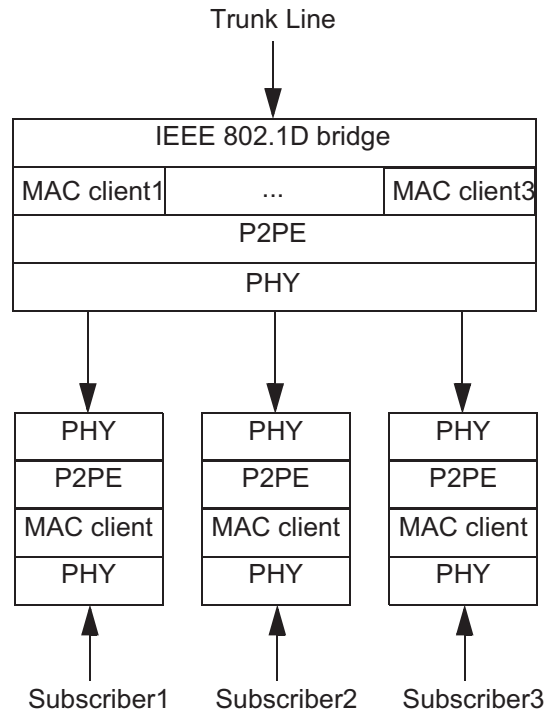 Trunk Line
IEEE 802.1D bridge
MAC client1 ... MAC client3
P2PE
PHY
PHY PHY PHY
P2PE P2PE P2PE
MAC client MAC client MAC client
PHY PHY PHY
Subscriber1 Subscriber2 Subscriber3